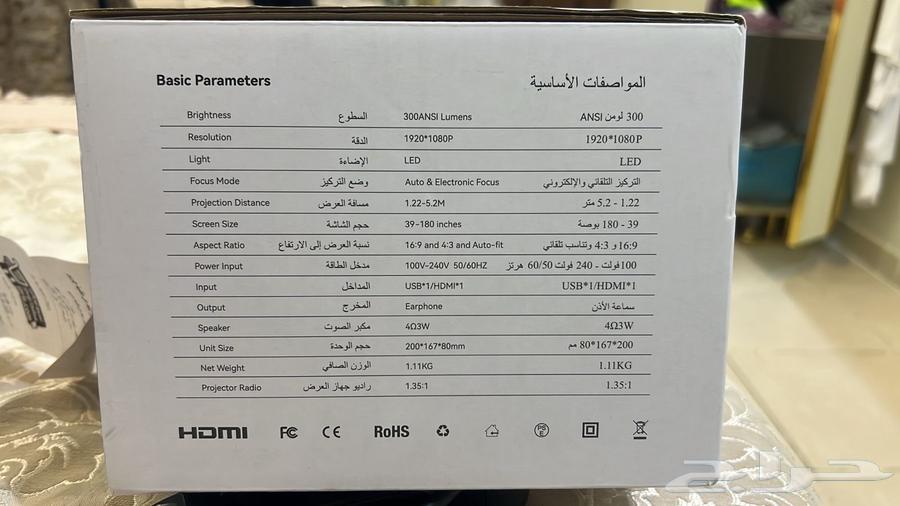 Basic Parameters المواصفات الأساسية
Brightness السطوع 300ANSI Lumens 300 لومن ANSI
Resolution الدقة 1920*1080P 1920*1080P
Light الإضاءة LED LED
Focus Mode وضع التركيز Auto & Electronic Focus التركيز التلقائي والإلكتروني
Projection Distance مسافة العرض 1.22-5.2M 1.22 - 5.2 متر
Screen Size حجم الشاشة 39-180 inches 39 - 180 بوصة
Aspect Ratio نسبة العرض إلى الارتفاع 16:9 and 4:3 and Auto-fit 16:9 و 4:3 وتناسب تلقائي
Power Input مدخل الطاقة 100V-240V 50/60HZ 100فولت - 240 فولت 60/50 هرتز
Input المداخل USB*1/HDMI*1 USB*1/HDMI*1
Output المخرج Earphone سماعة الأذن
Speaker مكبر الصوت 4Ω3W 4Ω3W
Unit Size حجم الوحدة 200*167*80mm 200*167*80 مم
Net Weight الوزن الصافي 1.11KG 1.11KG
Projector Radio راديو جهاز العرض 1.35:1 1.35:1
HDMI FC CE RoHS PSE
حراج